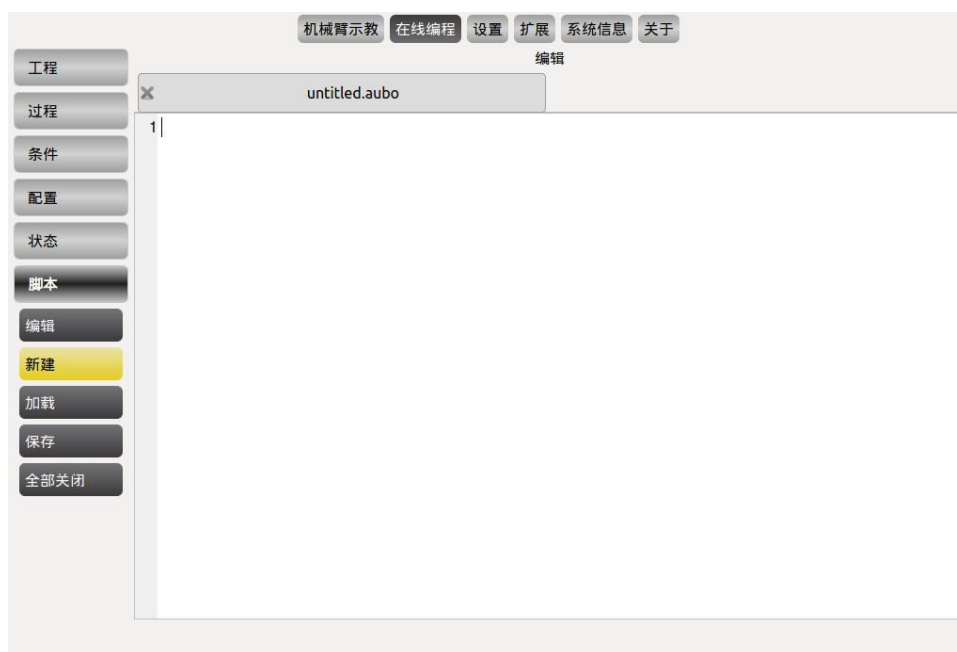 机械臂示教 在线编程 设置 扩展 系统信息 关于
编辑
工程
untitled.aubo
过程
1
条件
配置
状态
脚本
编辑
新建
加载
保存
全部关闭